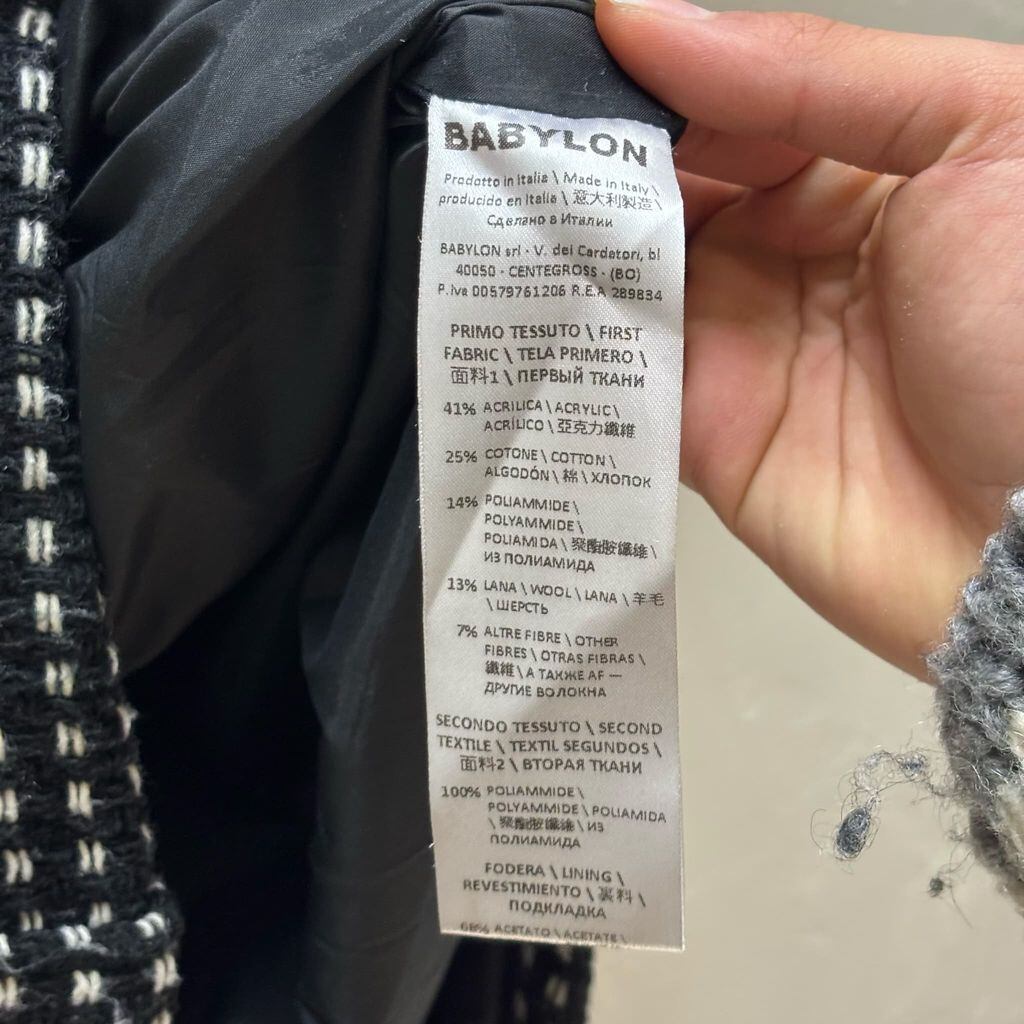 BABYLON
Prodotto in Italia \ Made in Italy \
producido en Italia \ 意大利製造 \
Сделано в Италии
BABYLON srl - V. dei Cardatori, bl
40050 - CENTEGROSS - (BO)
P.Iva 00579761206 R.E.A 289834
PRIMO TESSUTO \ FIRST
FABRIC \ TELA PRIMERO \
面料1 \ ПЕРВЫЙ ТКАНИ
41% ACRILICA \ ACRYLIC \
ACRÍLICO \ 亞克力纖維
25% COTONE \ COTTON \
ALGODÓN \ 棉 \ ХЛОПОК
14% POLIAMMIDE \
POLYAMMIDE \
POLIAMIDA \ 聚酰胺纖維 \
ИЗ ПОЛИАМИДА
13% LANA \ WOOL \ LANA \ 羊毛
\ ШЕРСТЬ
7% ALTRE FIBRE \ OTHER
FIBRES \ OTRAS FIBRAS \
纖維 \ А ТАКЖЕ AF —
ДРУГИЕ ВОЛОКНА
SECONDO TESSUTO \ SECOND
TEXTILE \ TEXTIL SEGUNDOS \
面料2 \ ВТОРАЯ ТКАНИ
100% POLIAMMIDE \
POLYAMMIDE \ POLIAMIDA
\ 聚酰胺纖維 \ ИЗ
ПОЛИАМИДА
FODERA \ LINING \
REVESTIMIENTO \ 裏料 \
ПОДКЛАДКА
68% ACETATO \ ACETATE \